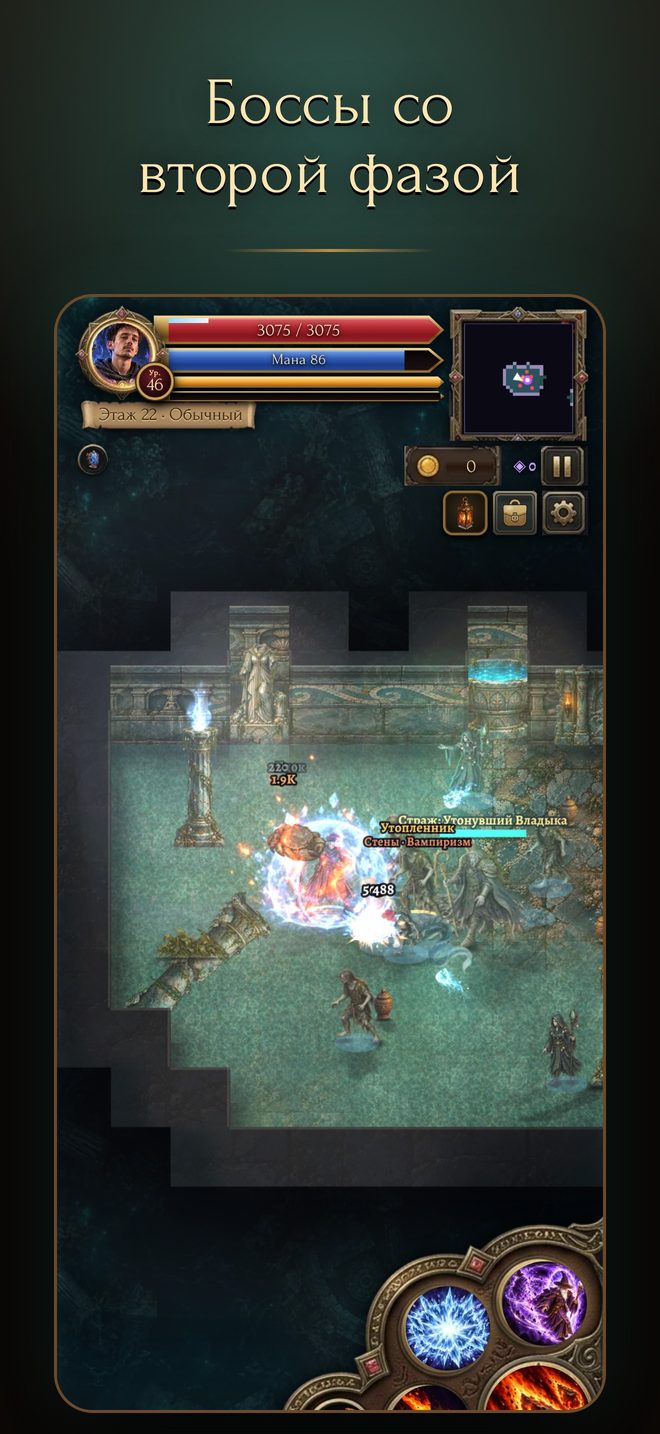 Боссы со
второй фазой
3075 / 3075
Мана 86
Ур.
46
Этаж 22 · Обычный
0
0
1.9K
Страж: Утонувший Владыка
Утопленник
Стены · Вампиризм